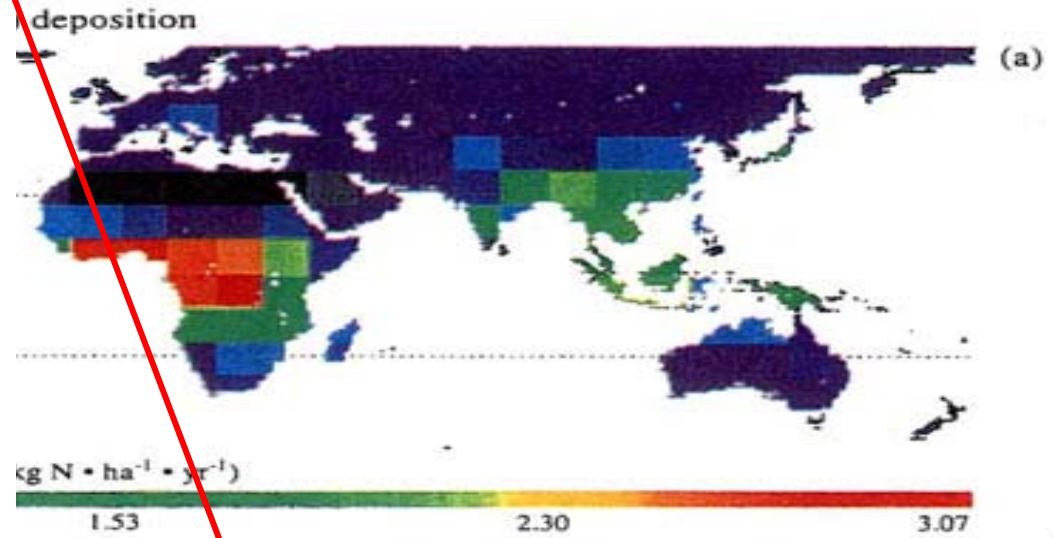 deposition
(a)
kg N • ha⁻¹ • yr⁻¹)
1.53 2.30 3.07